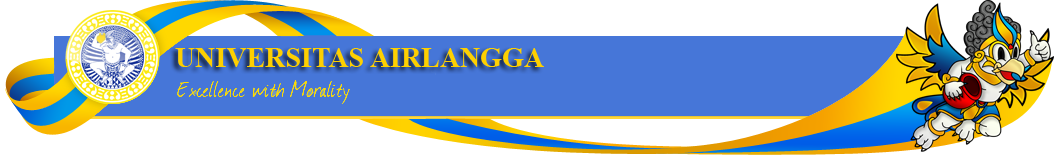 UNIVERSITAS AIRLANGGA
Excellence with Morality